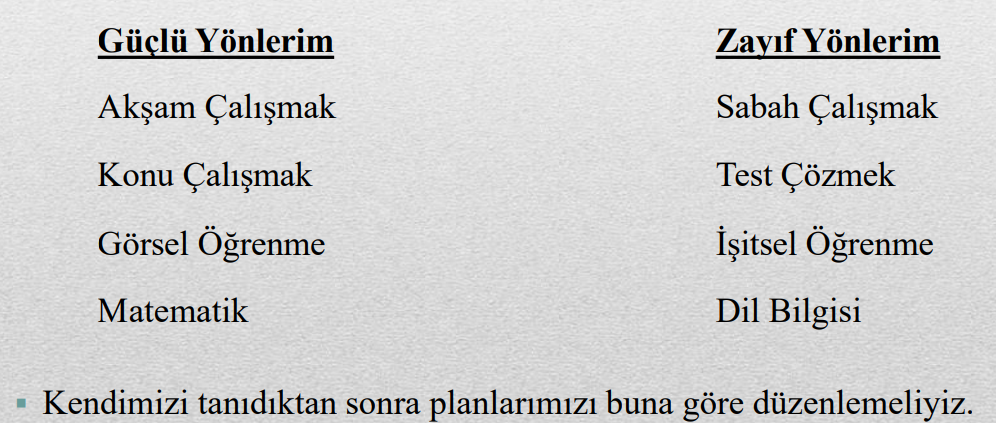 Güçlü Yönlerim Zayıf Yönlerim
Akşam Çalışmak Sabah Çalışmak
Konu Çalışmak Test Çözmek
Görsel Öğrenme İşitsel Öğrenme
Matematik Dil Bilgisi
▪ Kendimizi tanıdıktan sonra planlarımızı buna göre düzenlemeliyiz.